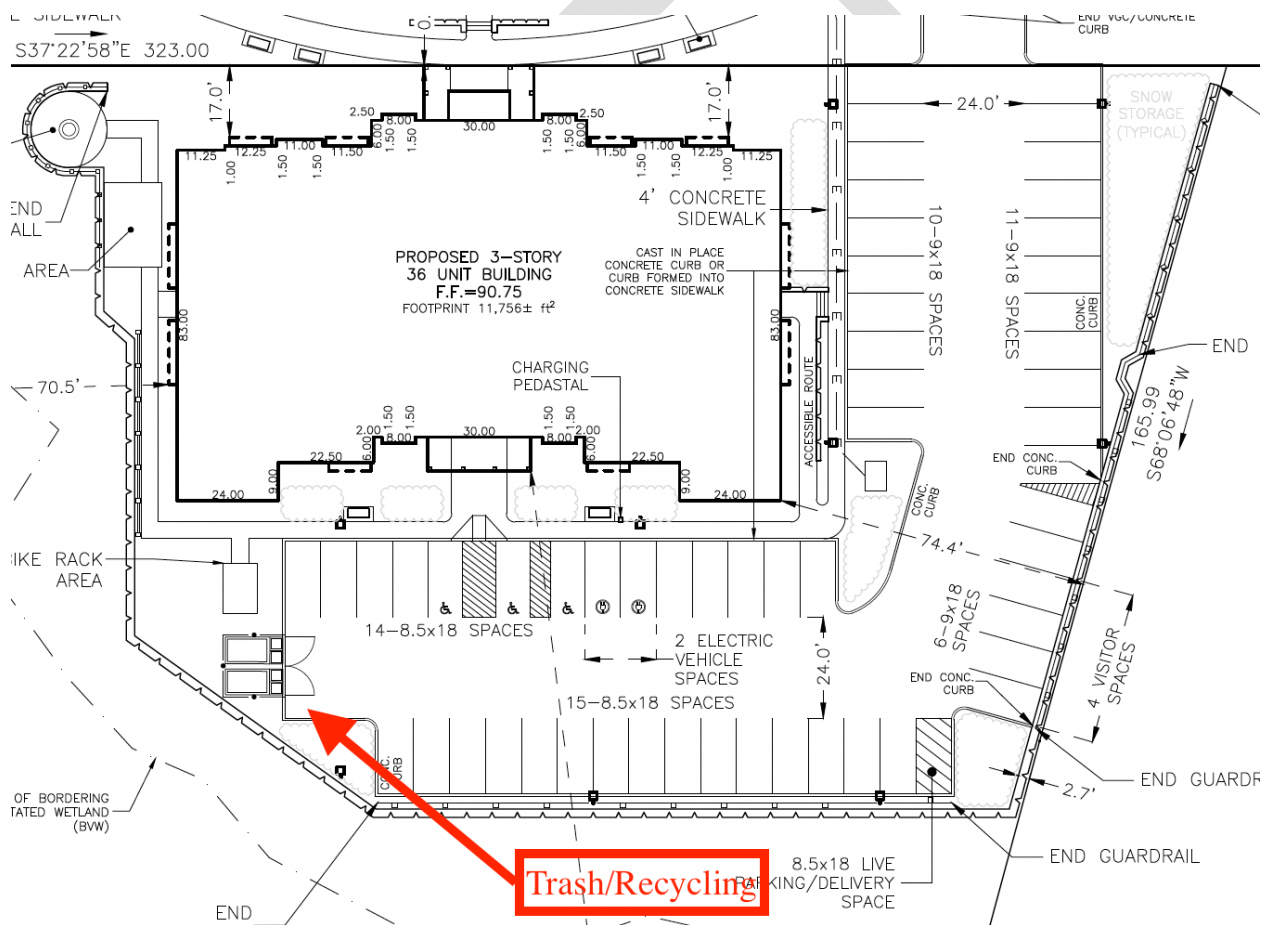 SIDEWALK
S37°22'58"E 323.00
END VGC/CONCRETE
CURB
17.0'
17.0'
24.0'
SNOW
STORAGE
(TYPICAL)
2.50
8.00
6.00
1.50
1.50
30.00
8.00
2.50
1.50
1.50
6.00
11.25
1.00
12.25
11.00
1.50
1.50
11.50
11.50
1.50
11.00
1.50
12.25
1.00
11.25
E
E
E
E
E
E
E
E
END
ALL
AREA
4' CONCRETE
SIDEWALK
10-9x18 SPACES
11-9x18 SPACES
PROPOSED 3-STORY
36 UNIT BUILDING
F.F.=90.75
FOOTPRINT 11,756± ft²
CAST IN PLACE
CONCRETE CURB OR
CURB FORMED INTO
CONCRETE SIDEWALK
83.00
83.00
CONC.
CURB
END
70.5'
CHARGING
PEDASTAL
ACCESSIBLE ROUTE
165.99
S68°06'48"W
2.00
6.00
1.50
8.00
1.50
30.00
1.50
8.00
1.50
2.00
6.00
22.50
22.50
9.00
9.00
24.00
24.00
END CONC.
CURB
CONC.
CURB
74.4'
BIKE RACK
AREA
14-8.5x18 SPACES
6-9x18
SPACES
2 ELECTRIC
VEHICLE
SPACES
24.0'
4 VISITOR
SPACES
END CONC.
CURB
15-8.5x18 SPACES
CONC.
CURB
OF BORDERING
TATED WETLAND
(BVW)
END GUARDR
2.7'
END GUARDRAIL
Trash/Recycling
8.5x18 LIVE
PARKING/DELIVERY
SPACE
END